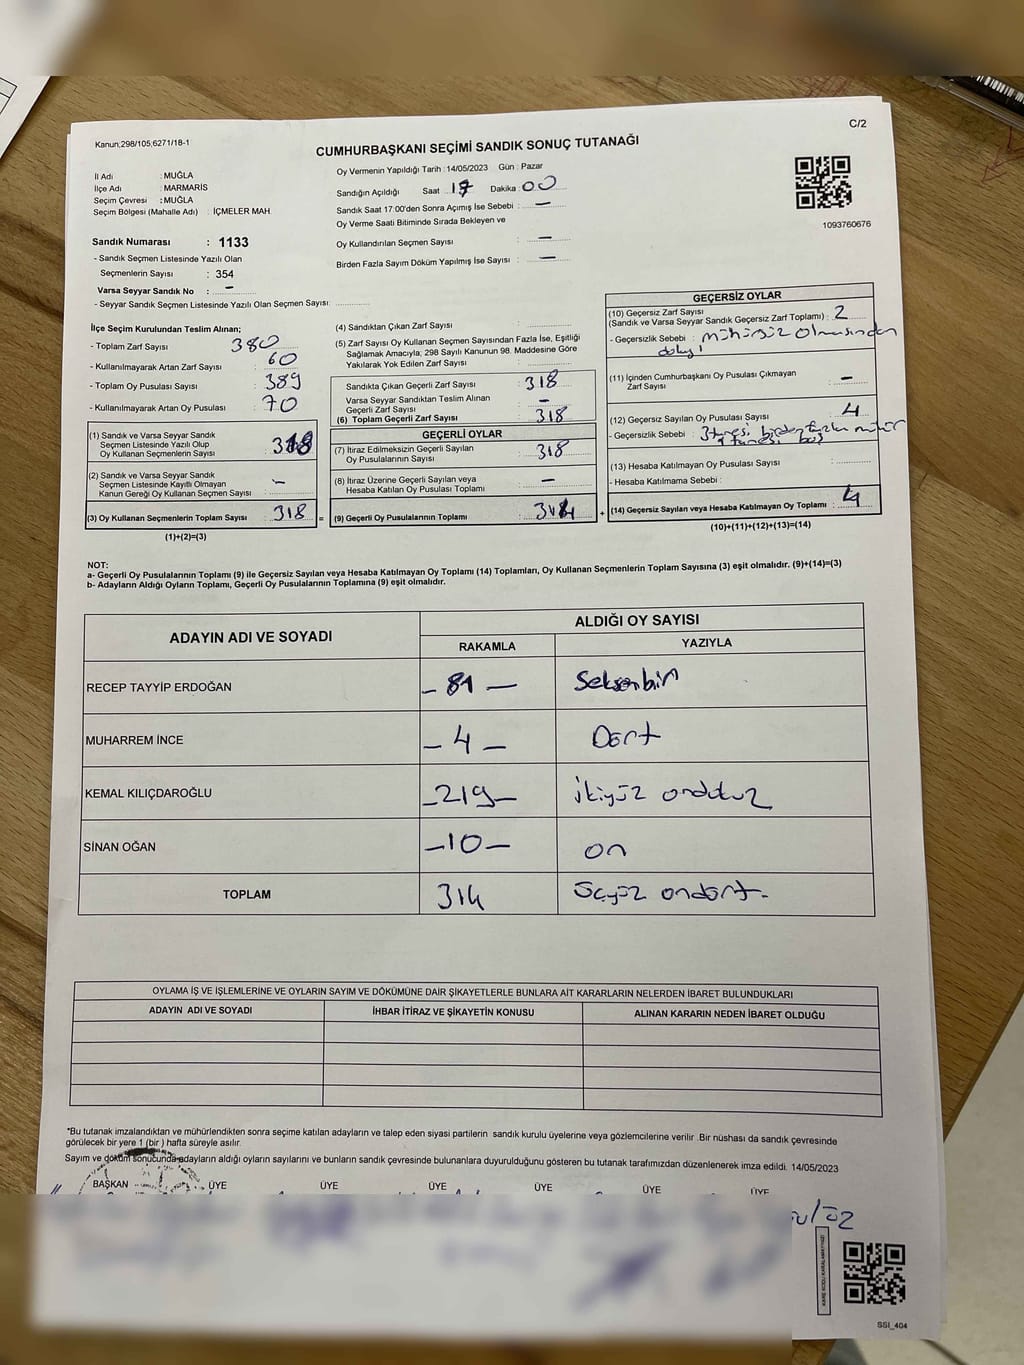 Kanun;298/105,6271/18-1
C/2
CUMHURBAŞKANI SEÇİMİ SANDIK SONUÇ TUTANAĞI
İl Adı : MUĞLA
İlçe Adı : MARMARİS
Seçim Çevresi : MUĞLA
Seçim Bölgesi (Mahalle Adı) : İÇMELER MAH.
Oy Vermenin Yapıldığı Tarih : 14/05/2023 Gün : Pazar
Sandığın Açıldığı Saat 17 Dakika : 00
Sandık Saat 17:00'den Sonra Açımış İse Sebebi : —
Oy Verme Saati Bitiminde Sırada Bekleyen ve
Oy Kullandırılan Seçmen Sayısı : —
Birden Fazla Sayım Döküm Yapılmış İse Sayısı : —
1093760676
Sandık Numarası : 1133
- Sandık Seçmen Listesinde Yazılı Olan
Seçmenlerin Sayısı : 354
Varsa Seyyar Sandık No : —
- Seyyar Sandık Seçmen Listesinde Yazılı Olan Seçmen Sayısı:
İlçe Seçim Kurulundan Teslim Alınan;
- Toplam Zarf Sayısı 380
- Kullanılmayarak Artan Zarf Sayısı : 60
- Toplam Oy Pusulası Sayısı : 389
- Kullanılmayarak Artan Oy Pusulası : 70
(1) Sandık ve Varsa Seyyar Sandık
Seçmen Listesinde Yazılı Olup
Oy Kullanan Seçmenlerin Sayısı : 318
(2) Sandık ve Varsa Seyyar Sandık
Seçmen Listesinde Kayıtlı Olmayan
Kanun Gereği Oy Kullanan Seçmen Sayısı : —
(3) Oy Kullanan Seçmenlerin Toplam Sayısı : 318 =
(1)+(2)=(3)
(4) Sandıktan Çıkan Zarf Sayısı :
(5) Zarf Sayısı Oy Kullanan Seçmen Sayısından Fazla İse, Eşitliği
Sağlamak Amacıyla; 298 Sayılı Kanunun 98. Maddesine Göre
Yakılarak Yok Edilen Zarf Sayısı :
Sandıkta Çıkan Geçerli Zarf Sayısı : 318
Varsa Seyyar Sandıktan Teslim Alınan
Geçerli Zarf Sayısı : —
(6) Toplam Geçerli Zarf Sayısı : 318
GEÇERLİ OYLAR
(7) İtiraz Edilmeksizin Geçerli Sayılan
Oy Pusulalarının Sayısı : 318
(8) İtiraz Üzerine Geçerli Sayılan veya
Hesaba Katılan Oy Pusulası Toplamı : —
(9) Geçerli Oy Pusulalarının Toplamı : 314 +
GEÇERSİZ OYLAR
(10) Geçersiz Zarf Sayısı
(Sandık ve Varsa Seyyar Sandık Geçersiz Zarf Toplamı) : 2
- Geçersizlik Sebebi : mühürsüz olmasından
dolayı
(11) İçinden Cumhurbaşkanı Oy Pusulası Çıkmayan
Zarf Sayısı : —
(12) Geçersiz Sayılan Oy Pusulası Sayısı : 4
- Geçersizlik Sebebi : 3 tanesi birden fazla mühür
1 tanesi boş
(13) Hesaba Katılmayan Oy Pusulası Sayısı :
- Hesaba Katılmama Sebebi :
(14) Geçersiz Sayılan veya Hesaba Katılmayan Oy Toplamı : 4
(10)+(11)+(12)+(13)=(14)
NOT:
a- Geçerli Oy Pusulalarının Toplamı (9) ile Geçersiz Sayılan veya Hesaba Katılmayan Oy Toplamı (14) Toplamları, Oy Kullanan Seçmenlerin Toplam Sayısına (3) eşit olmalıdır. (9)+(14)=(3)
b- Adayların Aldığı Oyların Toplamı, Geçerli Oy Pusulalarının Toplamına (9) eşit olmalıdır.
ADAYIN ADI VE SOYADI ALDIĞI OY SAYISI
RAKAMLA YAZIYLA
RECEP TAYYİP ERDOĞAN – 81 — Seksenbir
MUHARREM İNCE – 4 – Dört
KEMAL KILIÇDAROĞLU –219– ikiyüz ondokuz
SİNAN OĞAN –10– on
TOPLAM 314 üçyüz ondört.
OYLAMA İŞ VE İŞLEMLERİNE VE OYLARIN SAYIM VE DÖKÜMÜNE DAİR ŞİKAYETLERLE BUNLARA AİT KARARLARIN NELERDEN İBARET BULUNDUKLARI
ADAYIN ADI VE SOYADI İHBAR İTİRAZ VE ŞİKAYETİN KONUSU ALINAN KARARIN NEDEN İBARET OLDUĞU
*Bu tutanak imzalandıktan ve mühürlendikten sonra seçime katılan adayların ve talep eden siyasi partilerin sandık kurulu üyelerine veya gözlemcilerine verilir .Bir nüshası da sandık çevresinde
görülecek bir yere 1 (bir ) hafta süreyle asılır.
Sayım ve döküm sonucunda adayların aldığı oyların sayılarını ve bunların sandık çevresinde bulunanlara duyurulduğunu gösteren bu tutanak tarafımızdan düzenlenerek imza edildi. 14/05/2023
BAŞKAN ÜYE ÜYE ÜYE ÜYE ÜYE ÜYE
SSI_404